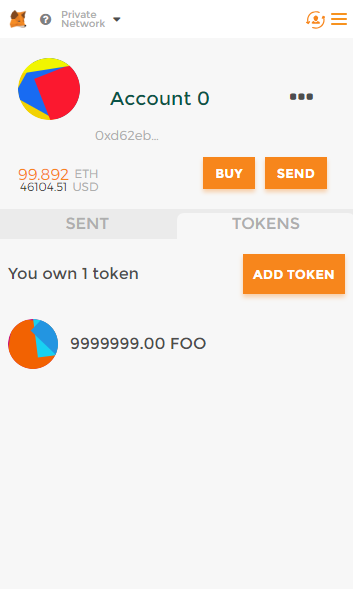 ?
Private
Network
Account 0
0xd62eb...
99.892 ETH
46104.51 USD
BUY
SEND
SENT
TOKENS
You own 1 token
ADD TOKEN
9999999.00 FOO